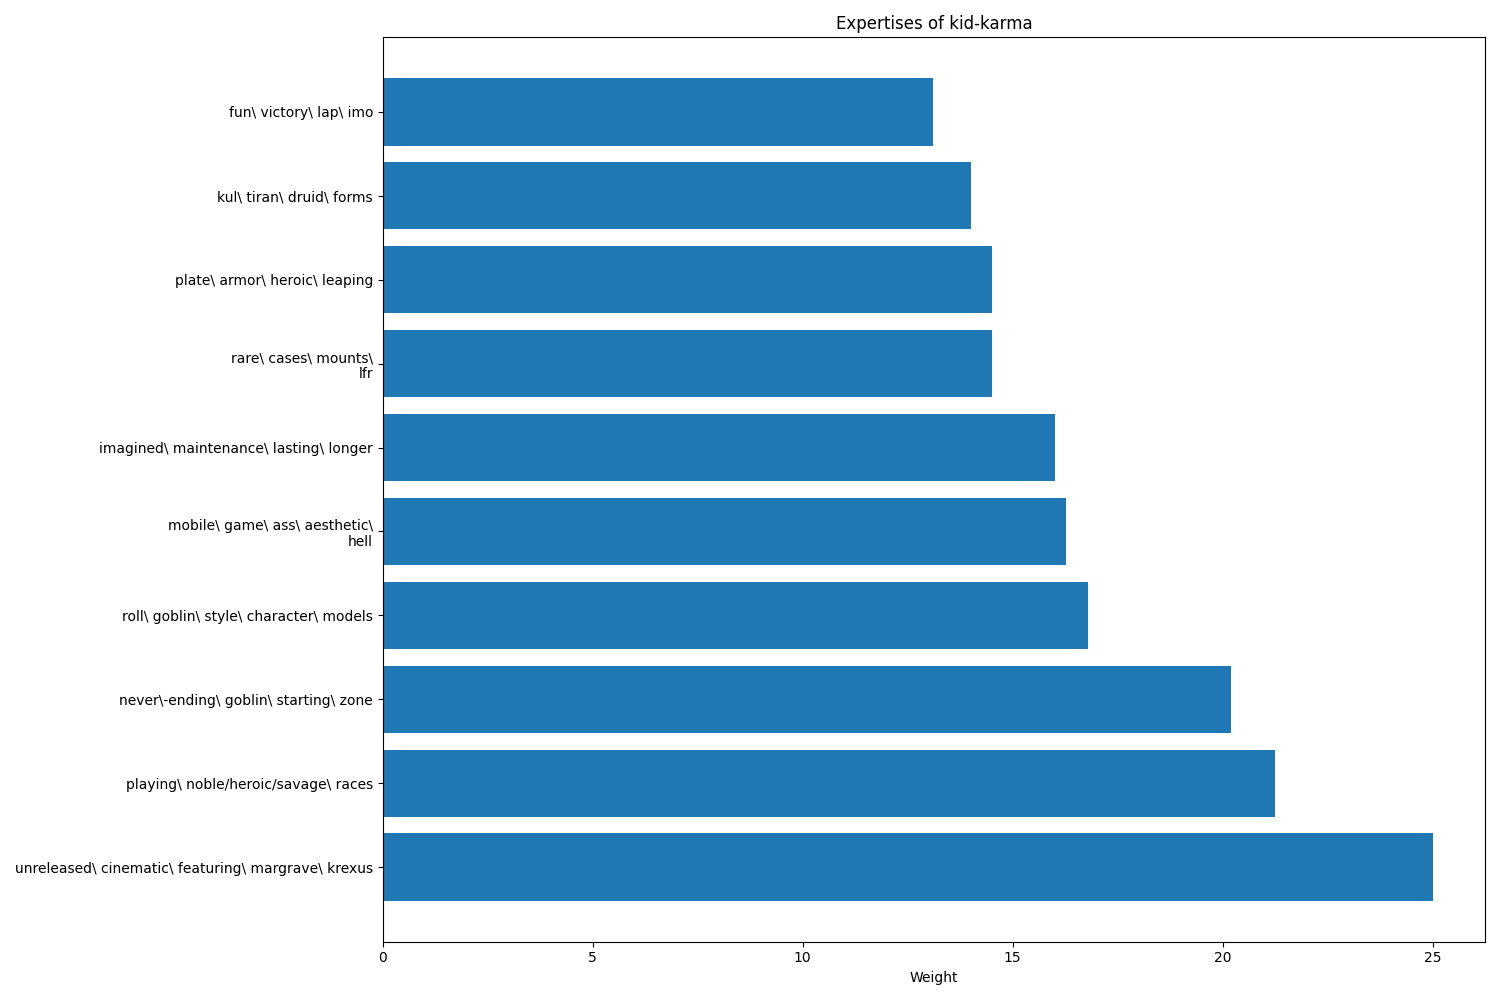 Expertises of kid-karma
fun\ victory\ lap\ imo
kul\ tiran\ druid\ forms
plate\ armor\ heroic\ leaping
rare\ cases\ mounts\
lfr
imagined\ maintenance\ lasting\ longer
mobile\ game\ ass\ aesthetic\
hell
roll\ goblin\ style\ character\ models
never\-ending\ goblin\ starting\ zone
playing\ noble/heroic/savage\ races
unreleased\ cinematic\ featuring\ margrave\ krexus
0 5 10 15 20 25
Weight